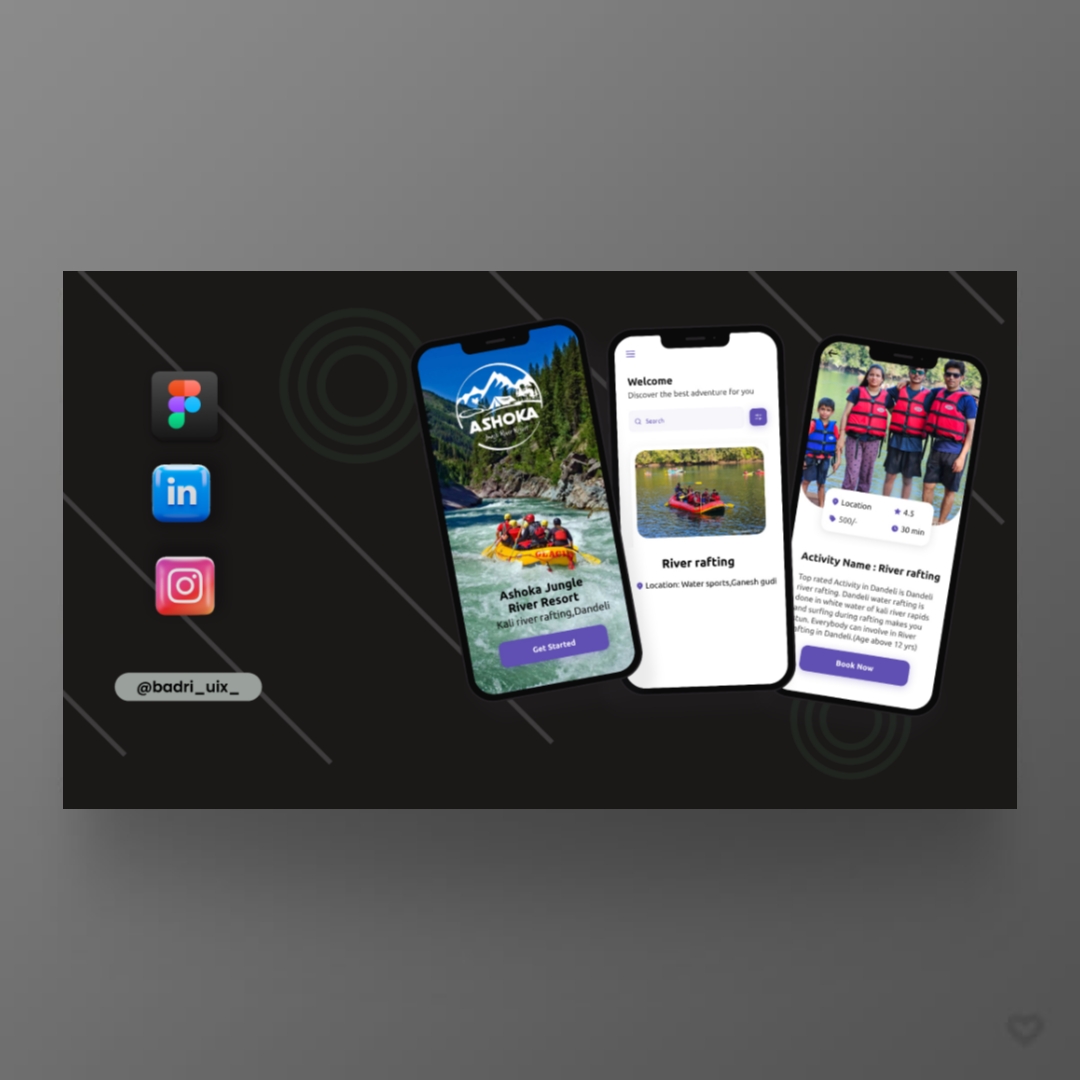 in
@badri_uix_
ASHOKA
Ashoka Jungle
River Resort
Kali river rafting,Dandeli
Get Started
Welcome
Discover the best adventure for you
Search
River rafting
Location: Water sports,Ganesh gudi
Location
4.5
500/-
30 min
Activity Name : River rafting
Top rated Activity in Dandeli is Dandeli
river rafting. Dandeli water rafting is
done in white water of kali river rapids
and surfing during rafting makes you
fun. Everybody can involve in River
rafting in Dandeli.(Age above 12 yrs)
Book Now